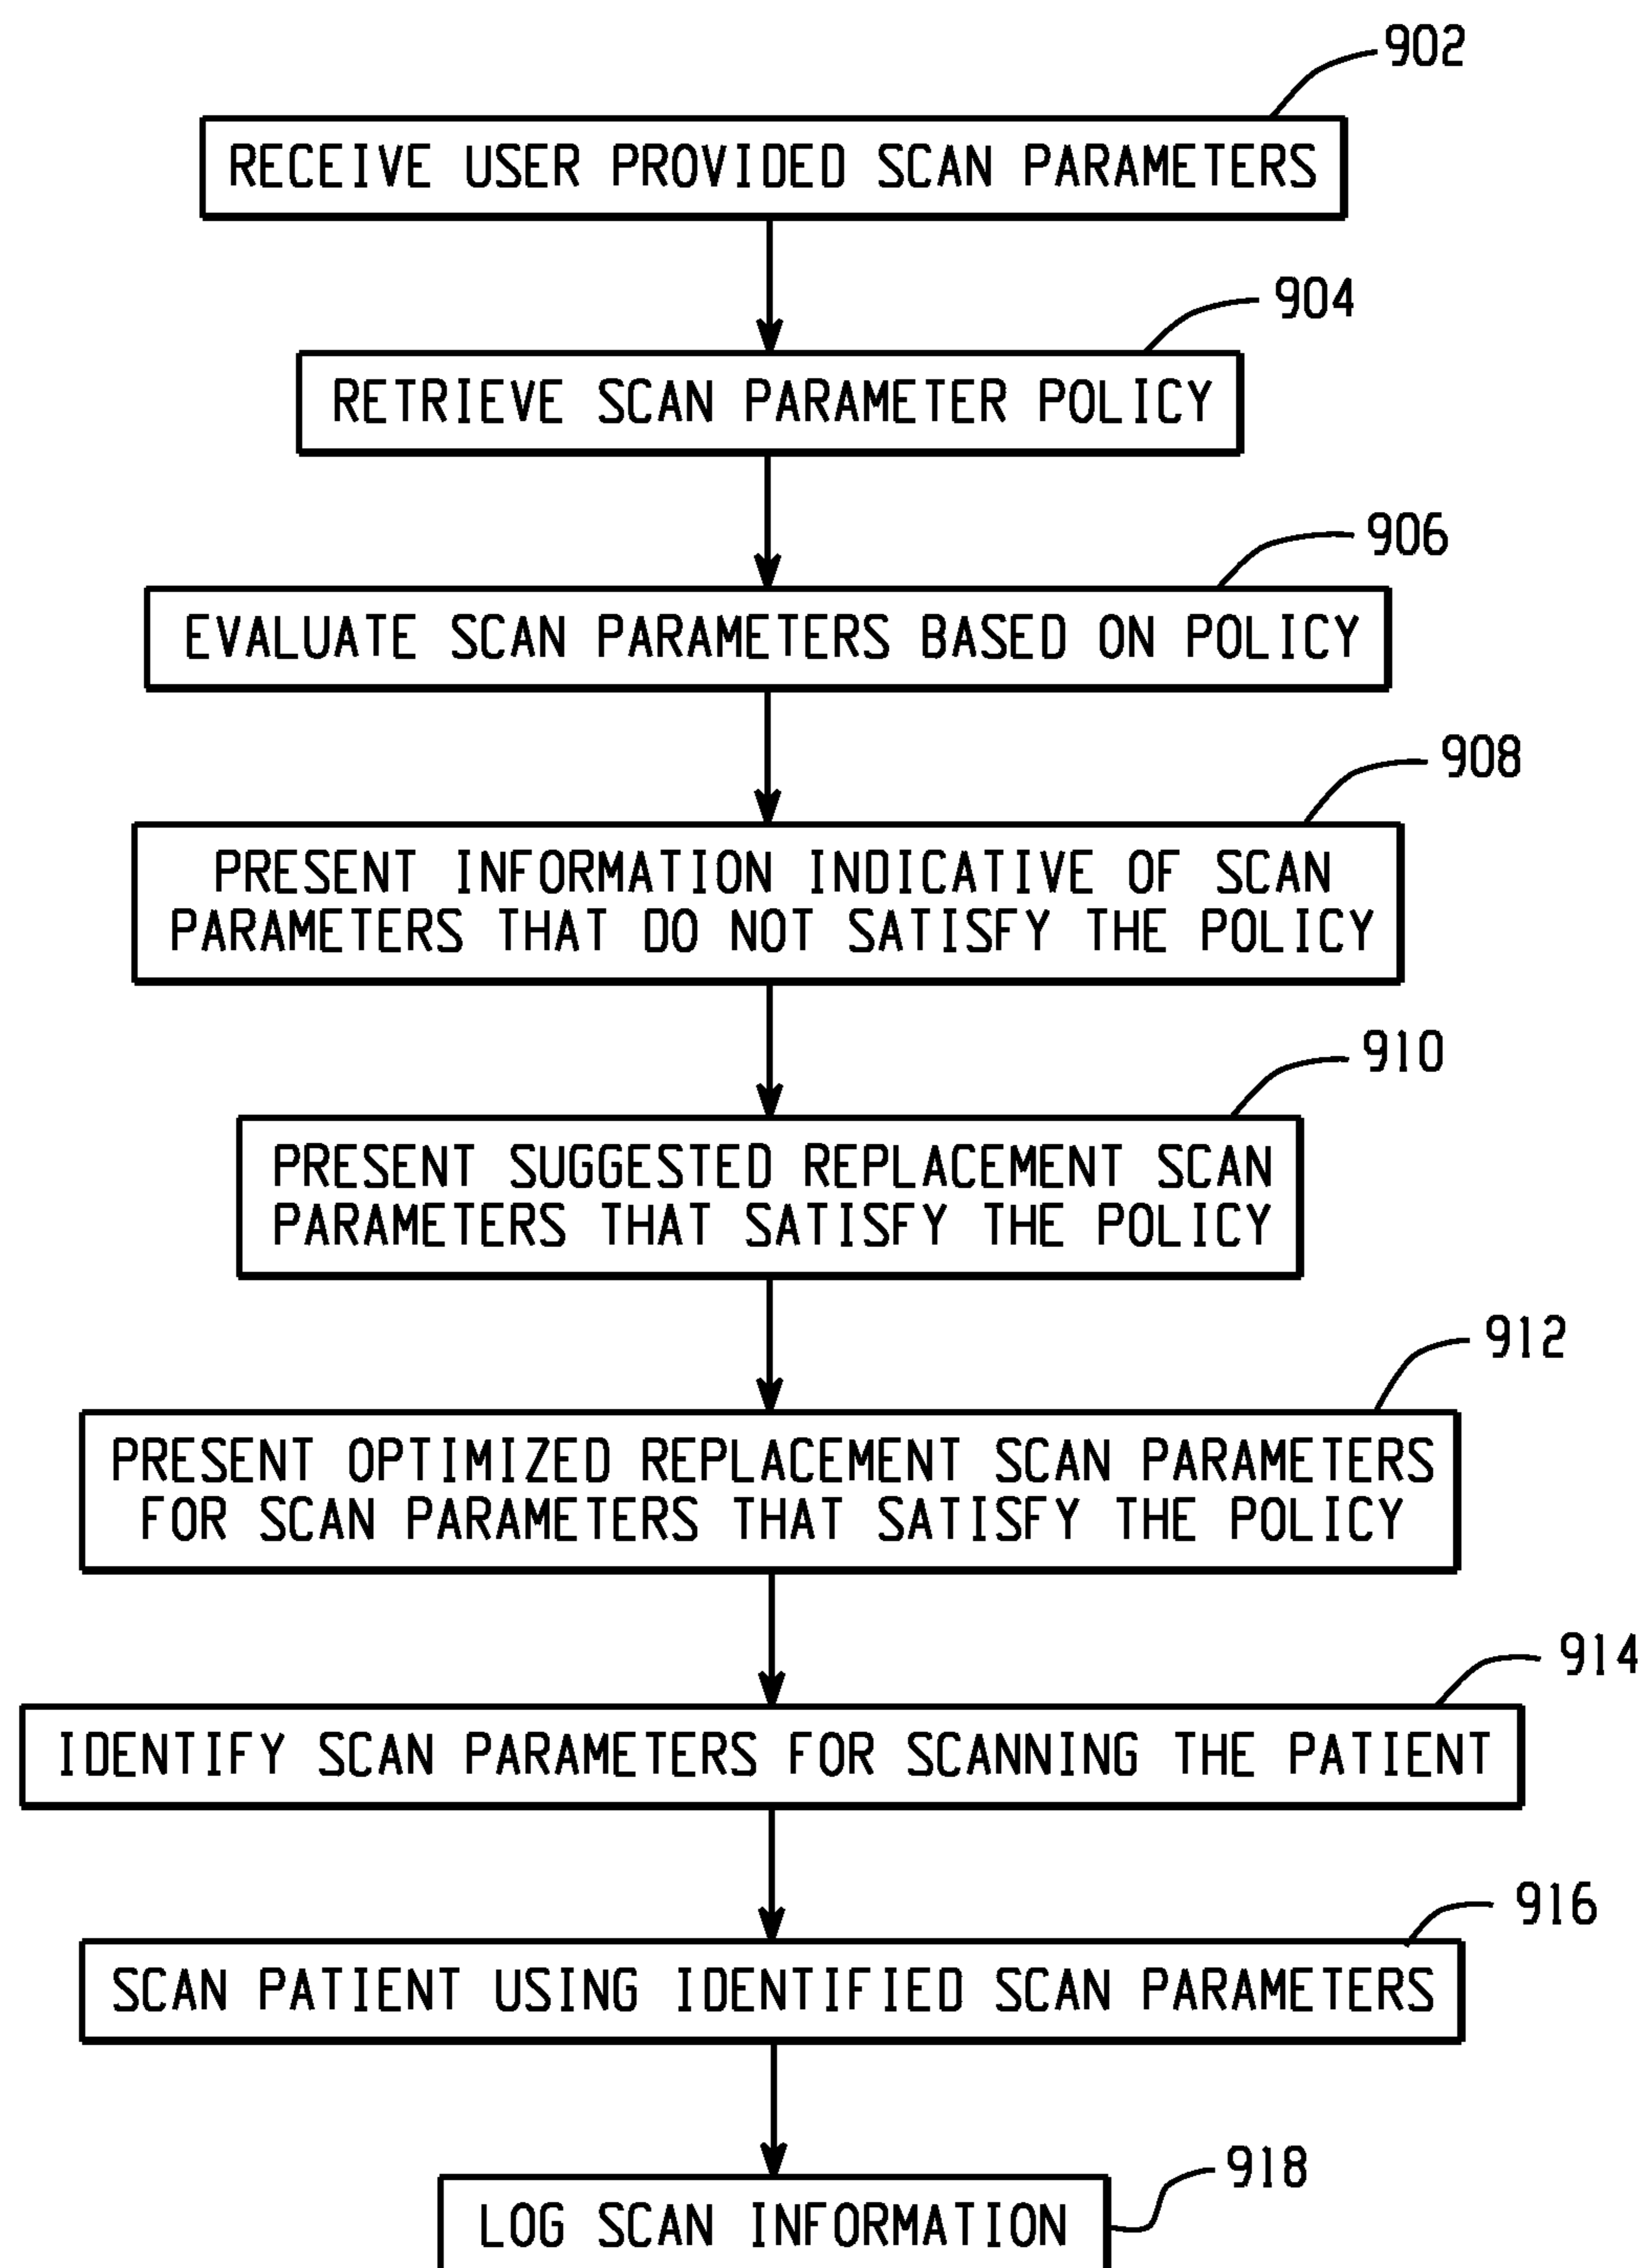 902
RECEIVE USER PROVIDED SCAN PARAMETERS
904
RETRIEVE SCAN PARAMETER POLICY
906
EVALUATE SCAN PARAMETERS BASED ON POLICY
908
PRESENT INFORMATION INDICATIVE OF SCAN
PARAMETERS THAT DO NOT SATISFY THE POLICY
910
PRESENT SUGGESTED REPLACEMENT SCAN
PARAMETERS THAT SATISFY THE POLICY
912
PRESENT OPTIMIZED REPLACEMENT SCAN PARAMETERS
FOR SCAN PARAMETERS THAT SATISFY THE POLICY
914
IDENTIFY SCAN PARAMETERS FOR SCANNING THE PATIENT
916
SCAN PATIENT USING IDENTIFIED SCAN PARAMETERS
918
LOG SCAN INFORMATION